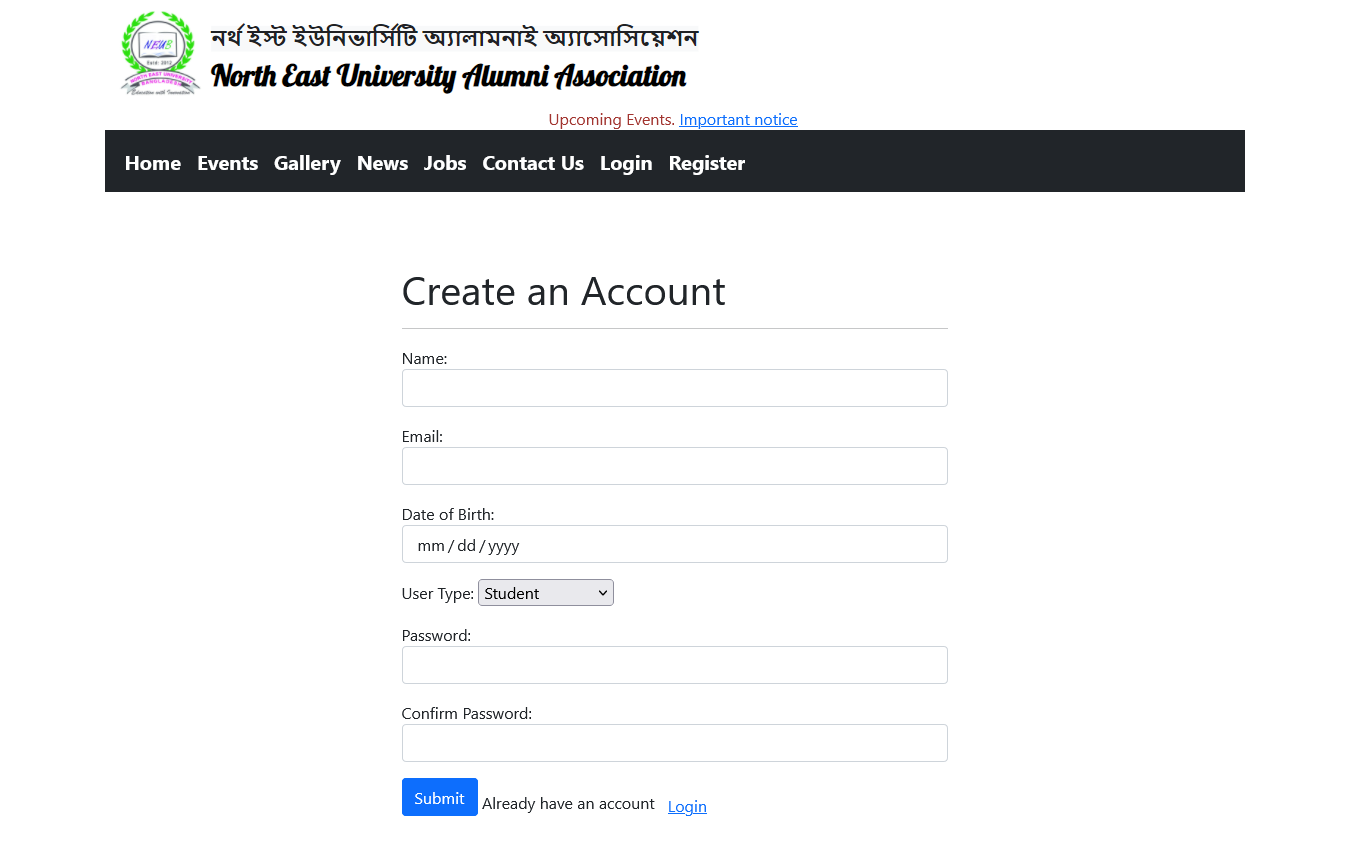 NEUB
Estd: 2012
NORTH EAST UNIVERSITY
BANGLADESH
Education with Innovation
নর্থ ইস্ট ইউনিভার্সিটি অ্যালামনাই অ্যাসোসিয়েশন
North East University Alumni Association
Upcoming Events. Important notice
Home Events Gallery News Jobs Contact Us Login Register
Create an Account
Name:
Email:
Date of Birth:
mm / dd / yyyy
User Type: Student
Password:
Confirm Password:
Submit Already have an account Login